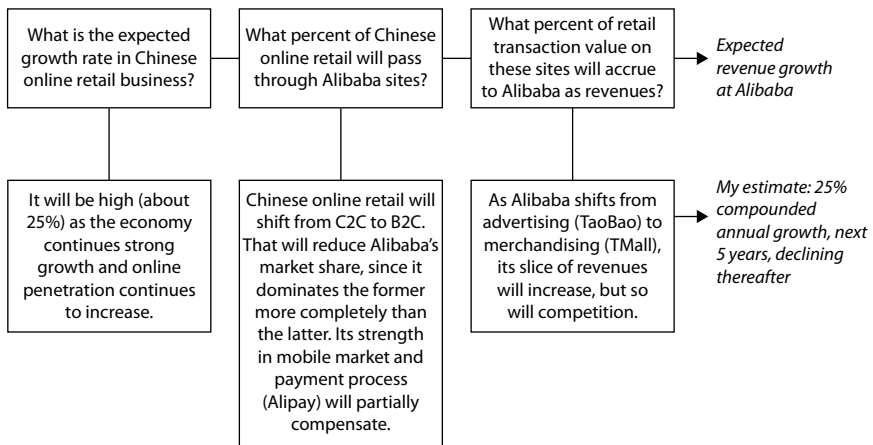 What is the expected
growth rate in Chinese
online retail business?
What percent of Chinese
online retail will pass
through Alibaba sites?
What percent of retail
transaction value on
these sites will accrue
to Alibaba as revenues?
Expected
revenue growth
at Alibaba
It will be high (about
25%) as the economy
continues strong
growth and online
penetration continues
to increase.
Chinese online retail will
shift from C2C to B2C.
That will reduce Alibaba’s
market share, since it
dominates the former
more completely than
the latter. Its strength
in mobile market and
payment process
(Alipay) will partially
compensate.
As Alibaba shifts from
advertising (TaoBao) to
merchandising (TMall),
its slice of revenues
will increase, but so
will competition.
My estimate: 25%
compounded
annual growth, next
5 years, declining
thereafter